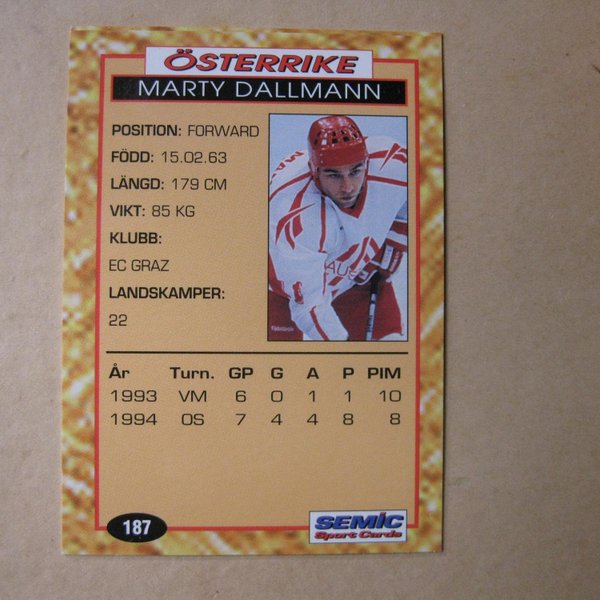 ÖSTERRIKE
MARTY DALLMANN
POSITION: FORWARD
FÖDD: 15.02.63
LÄNGD: 179 CM
VIKT: 85 KG
KLUBB:
EC GRAZ
LANDSKAMPER:
22
År Turn. GP G A P PIM
1993 VM 6 0 1 1 10
1994 OS 7 4 4 8 8
187
SEMIC
Sport Cards